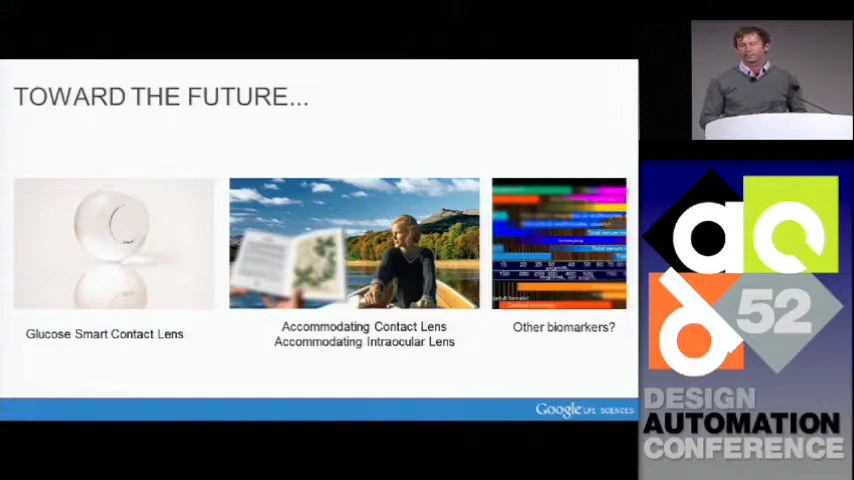 TOWARD THE FUTURE...
Glucose Smart Contact Lens
Accommodating Contact Lens
Accommodating Intraocular Lens
Other biomarkers?
Google LIFE SCIENCES
52
DESIGN
AUTOMATION
CONFERENCE